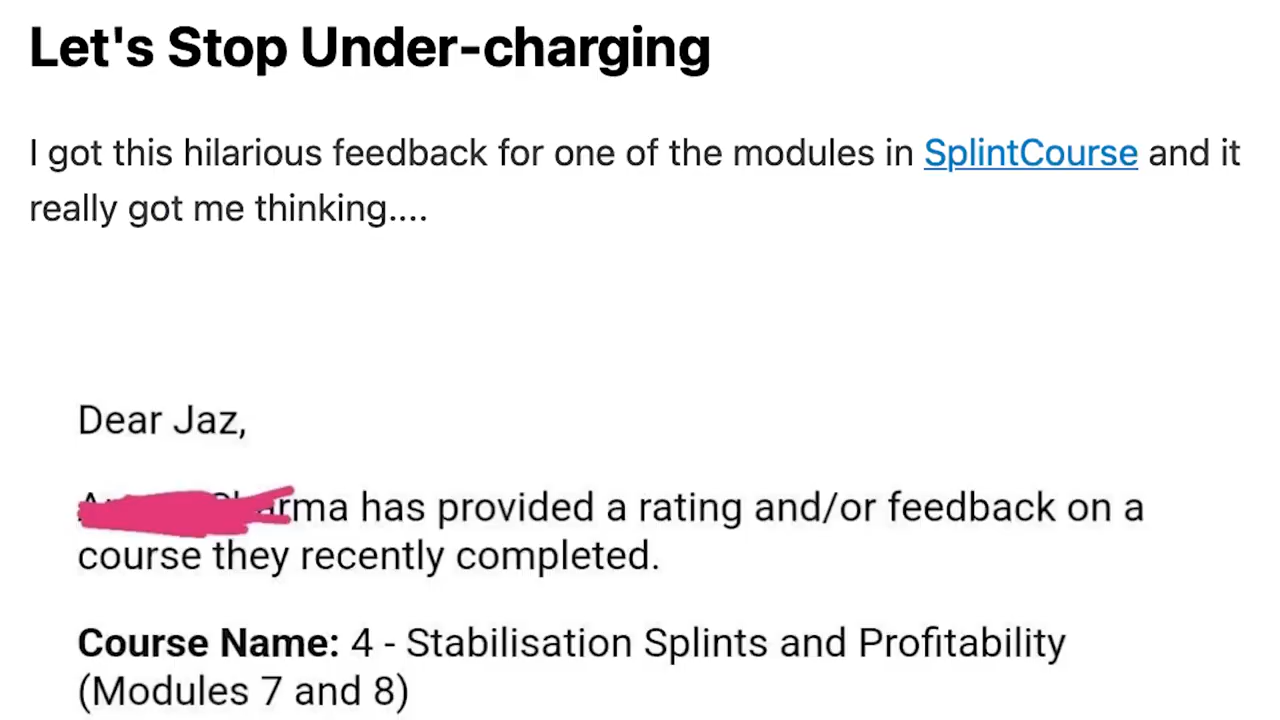 Let's Stop Under-charging
I got this hilarious feedback for one of the modules in SplintCourse and it
really got me thinking....
Dear Jaz,
has provided a rating and/or feedback on a
course they recently completed.
Course Name: 4 - Stabilisation Splints and Profitability
(Modules 7 and 8)